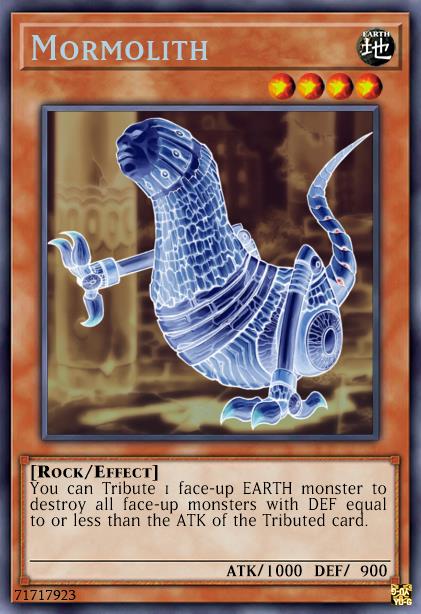 Mormolith
EARTH
地
[Rock/Effect]
You can Tribute 1 face-up EARTH monster to
destroy all face-up monsters with DEF equal
to or less than the ATK of the Tributed card.
ATK/1000 DEF/ 900
71717923